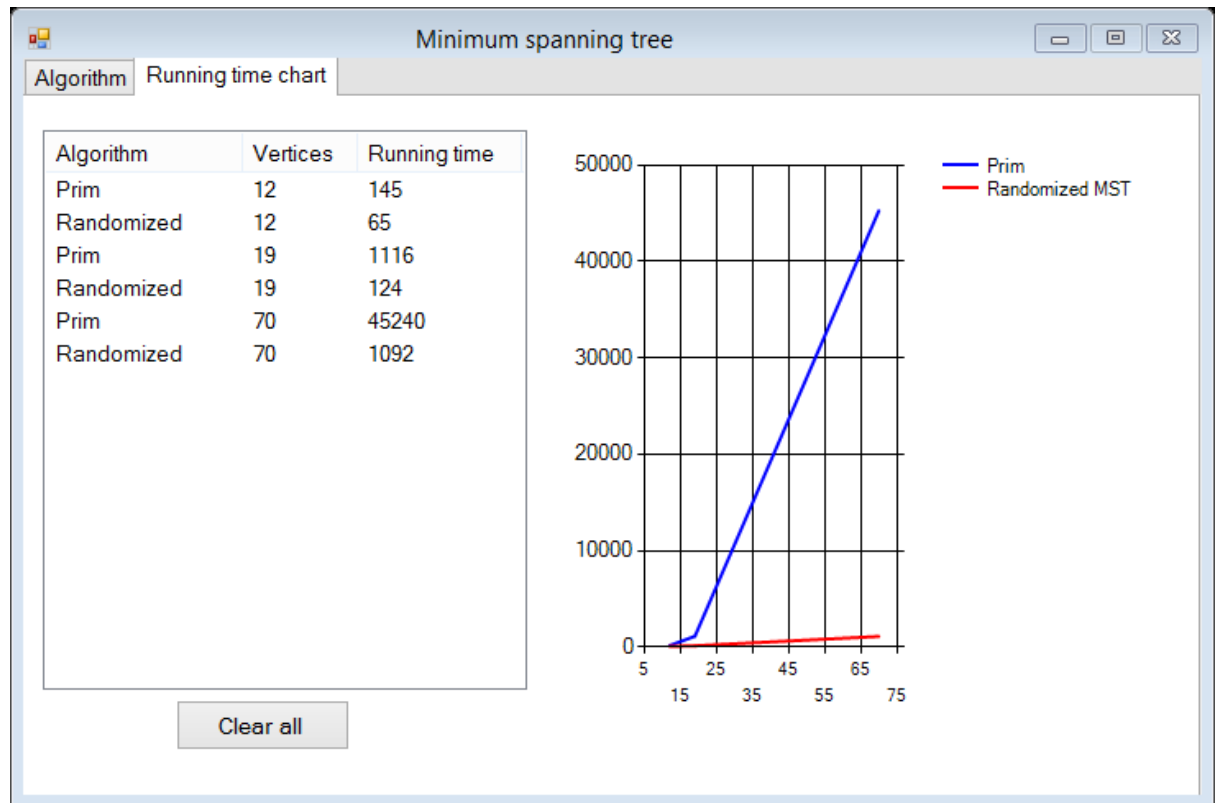 Minimum spanning tree
Algorithm Running time chart
Algorithm Vertices Running time
Prim 12 145
Randomized 12 65
Prim 19 1116
Randomized 19 124
Prim 70 45240
Randomized 70 1092
Clear all
50000
40000
30000
20000
10000
0
5 25 45 65
15 35 55 75
Prim
Randomized MST